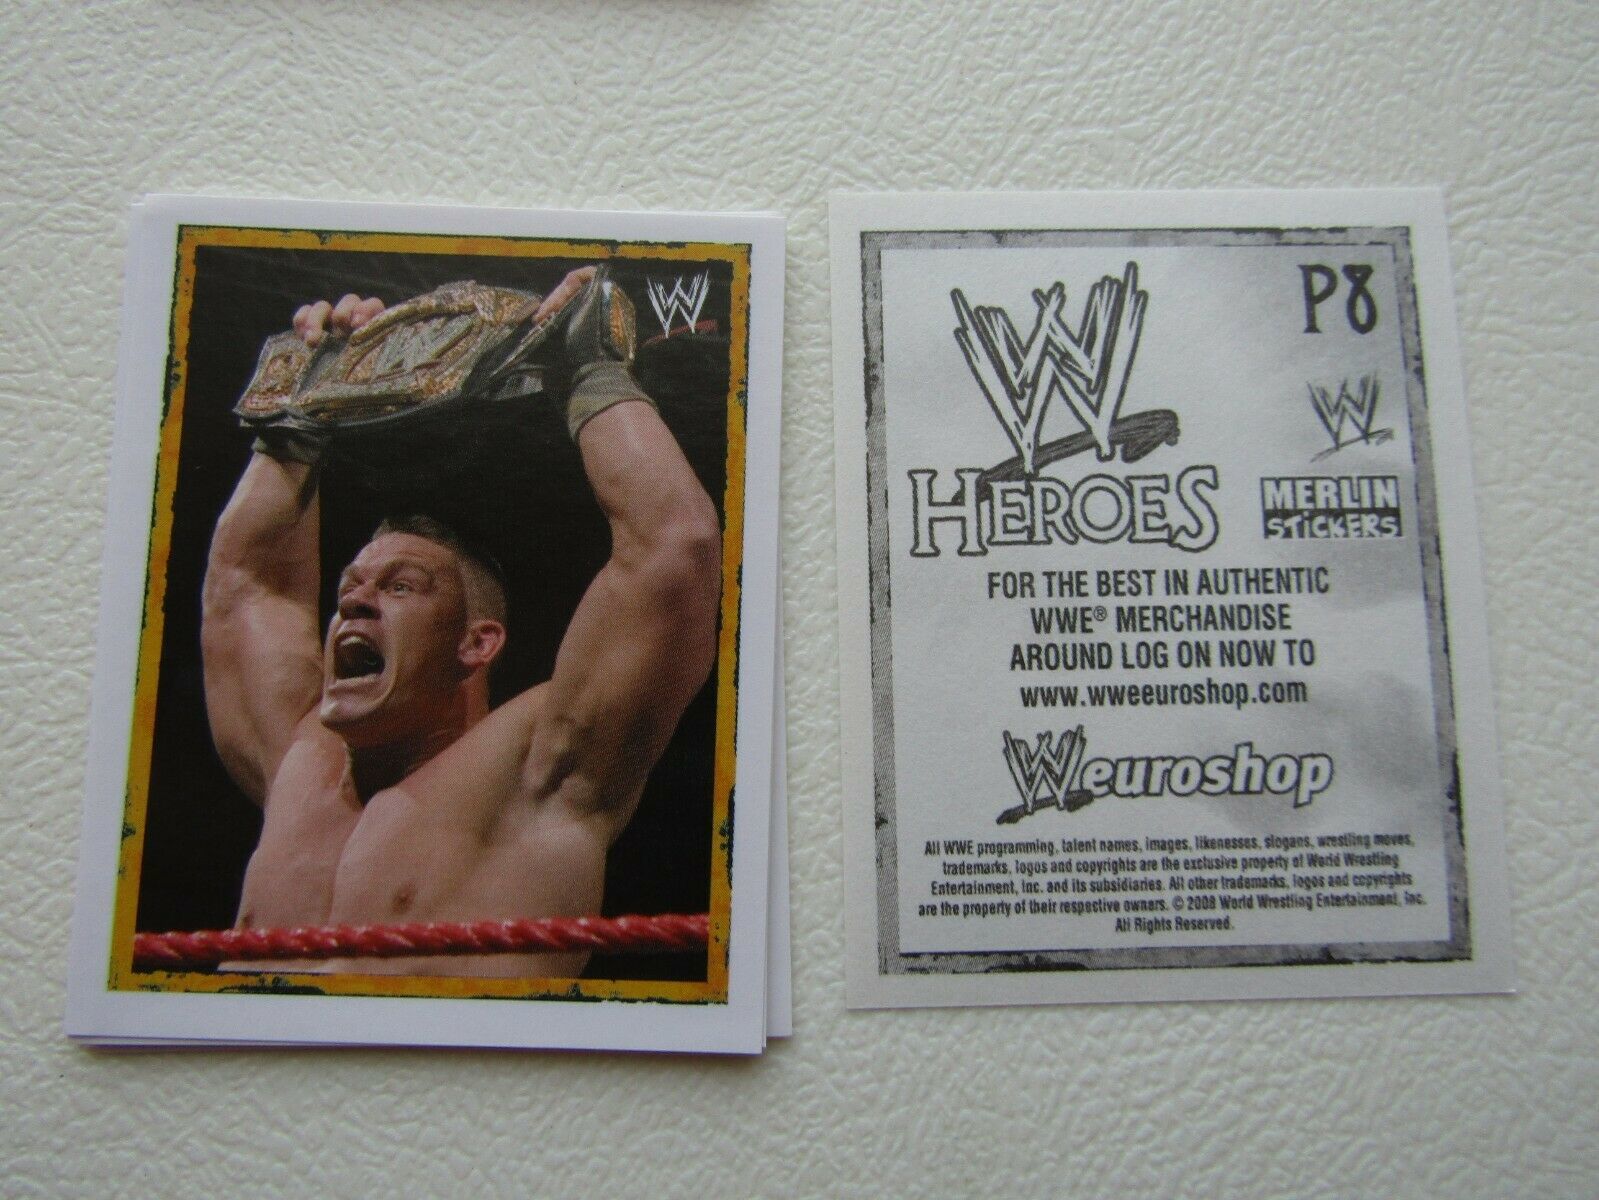 W
P8
W
W
HEROES
MERLIN
STICKERS
FOR THE BEST IN AUTHENTIC
WWE® MERCHANDISE
AROUND LOG ON NOW TO
www.wweeuroshop.com
Weuroshop
All WWE programming, talent names, images, likenesses, slogans, wrestling moves,
trademarks, logos and copyrights are the exclusive property of World Wrestling
Entertainment, Inc. and its subsidiaries. All other trademarks, logos and copyrights
are the property of their respective owners. © 2008 World Wrestling Entertainment, Inc.
All Rights Reserved.